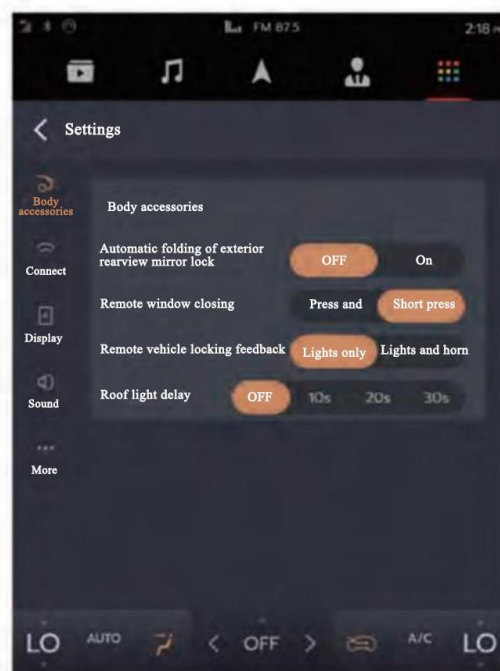 FM 87.5
2:18
Settings
Body
accessories
Body accessories
Automatic folding of exterior
rearview mirror lock
OFF On
Connect
Remote window closing
Press and Short press
Display
Remote vehicle locking feedback
Lights only Lights and horn
Sound
Roof light delay
OFF 10s 20s 30s
More
LO AUTO < OFF > A/C LO